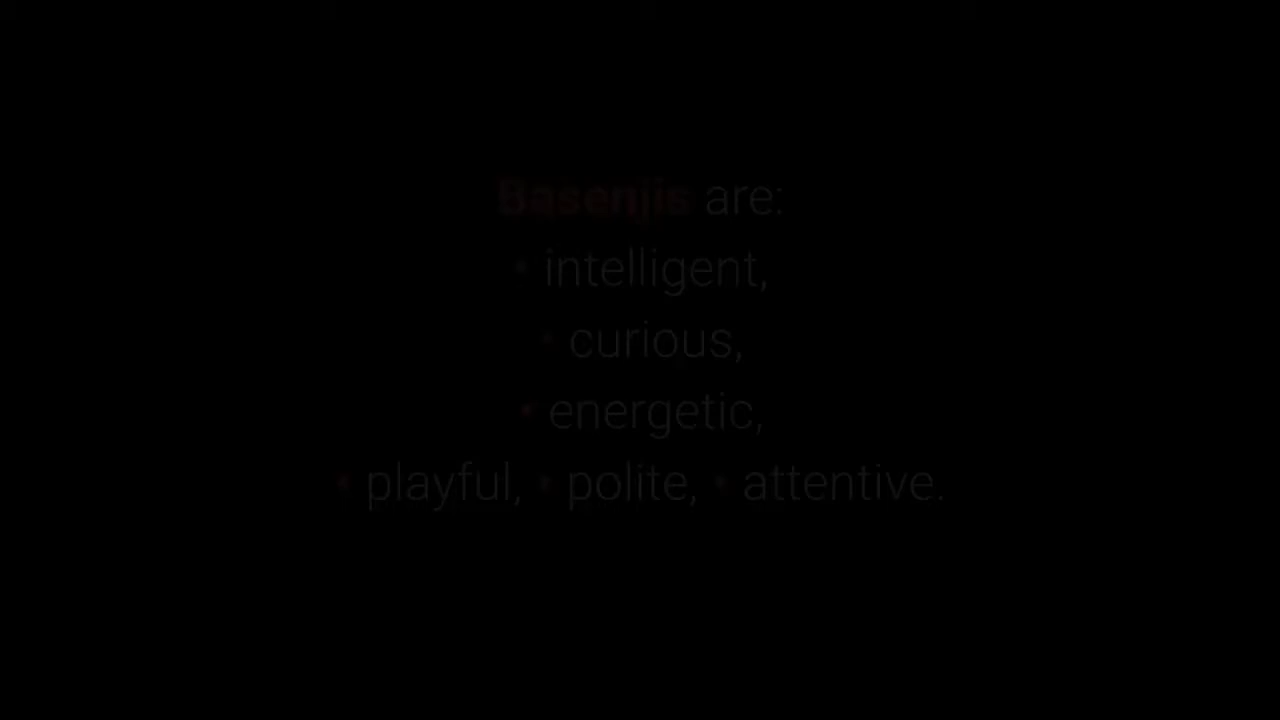 Basenjis are:
• intelligent,
• curious,
• energetic,
• playful, • polite, • attentive.